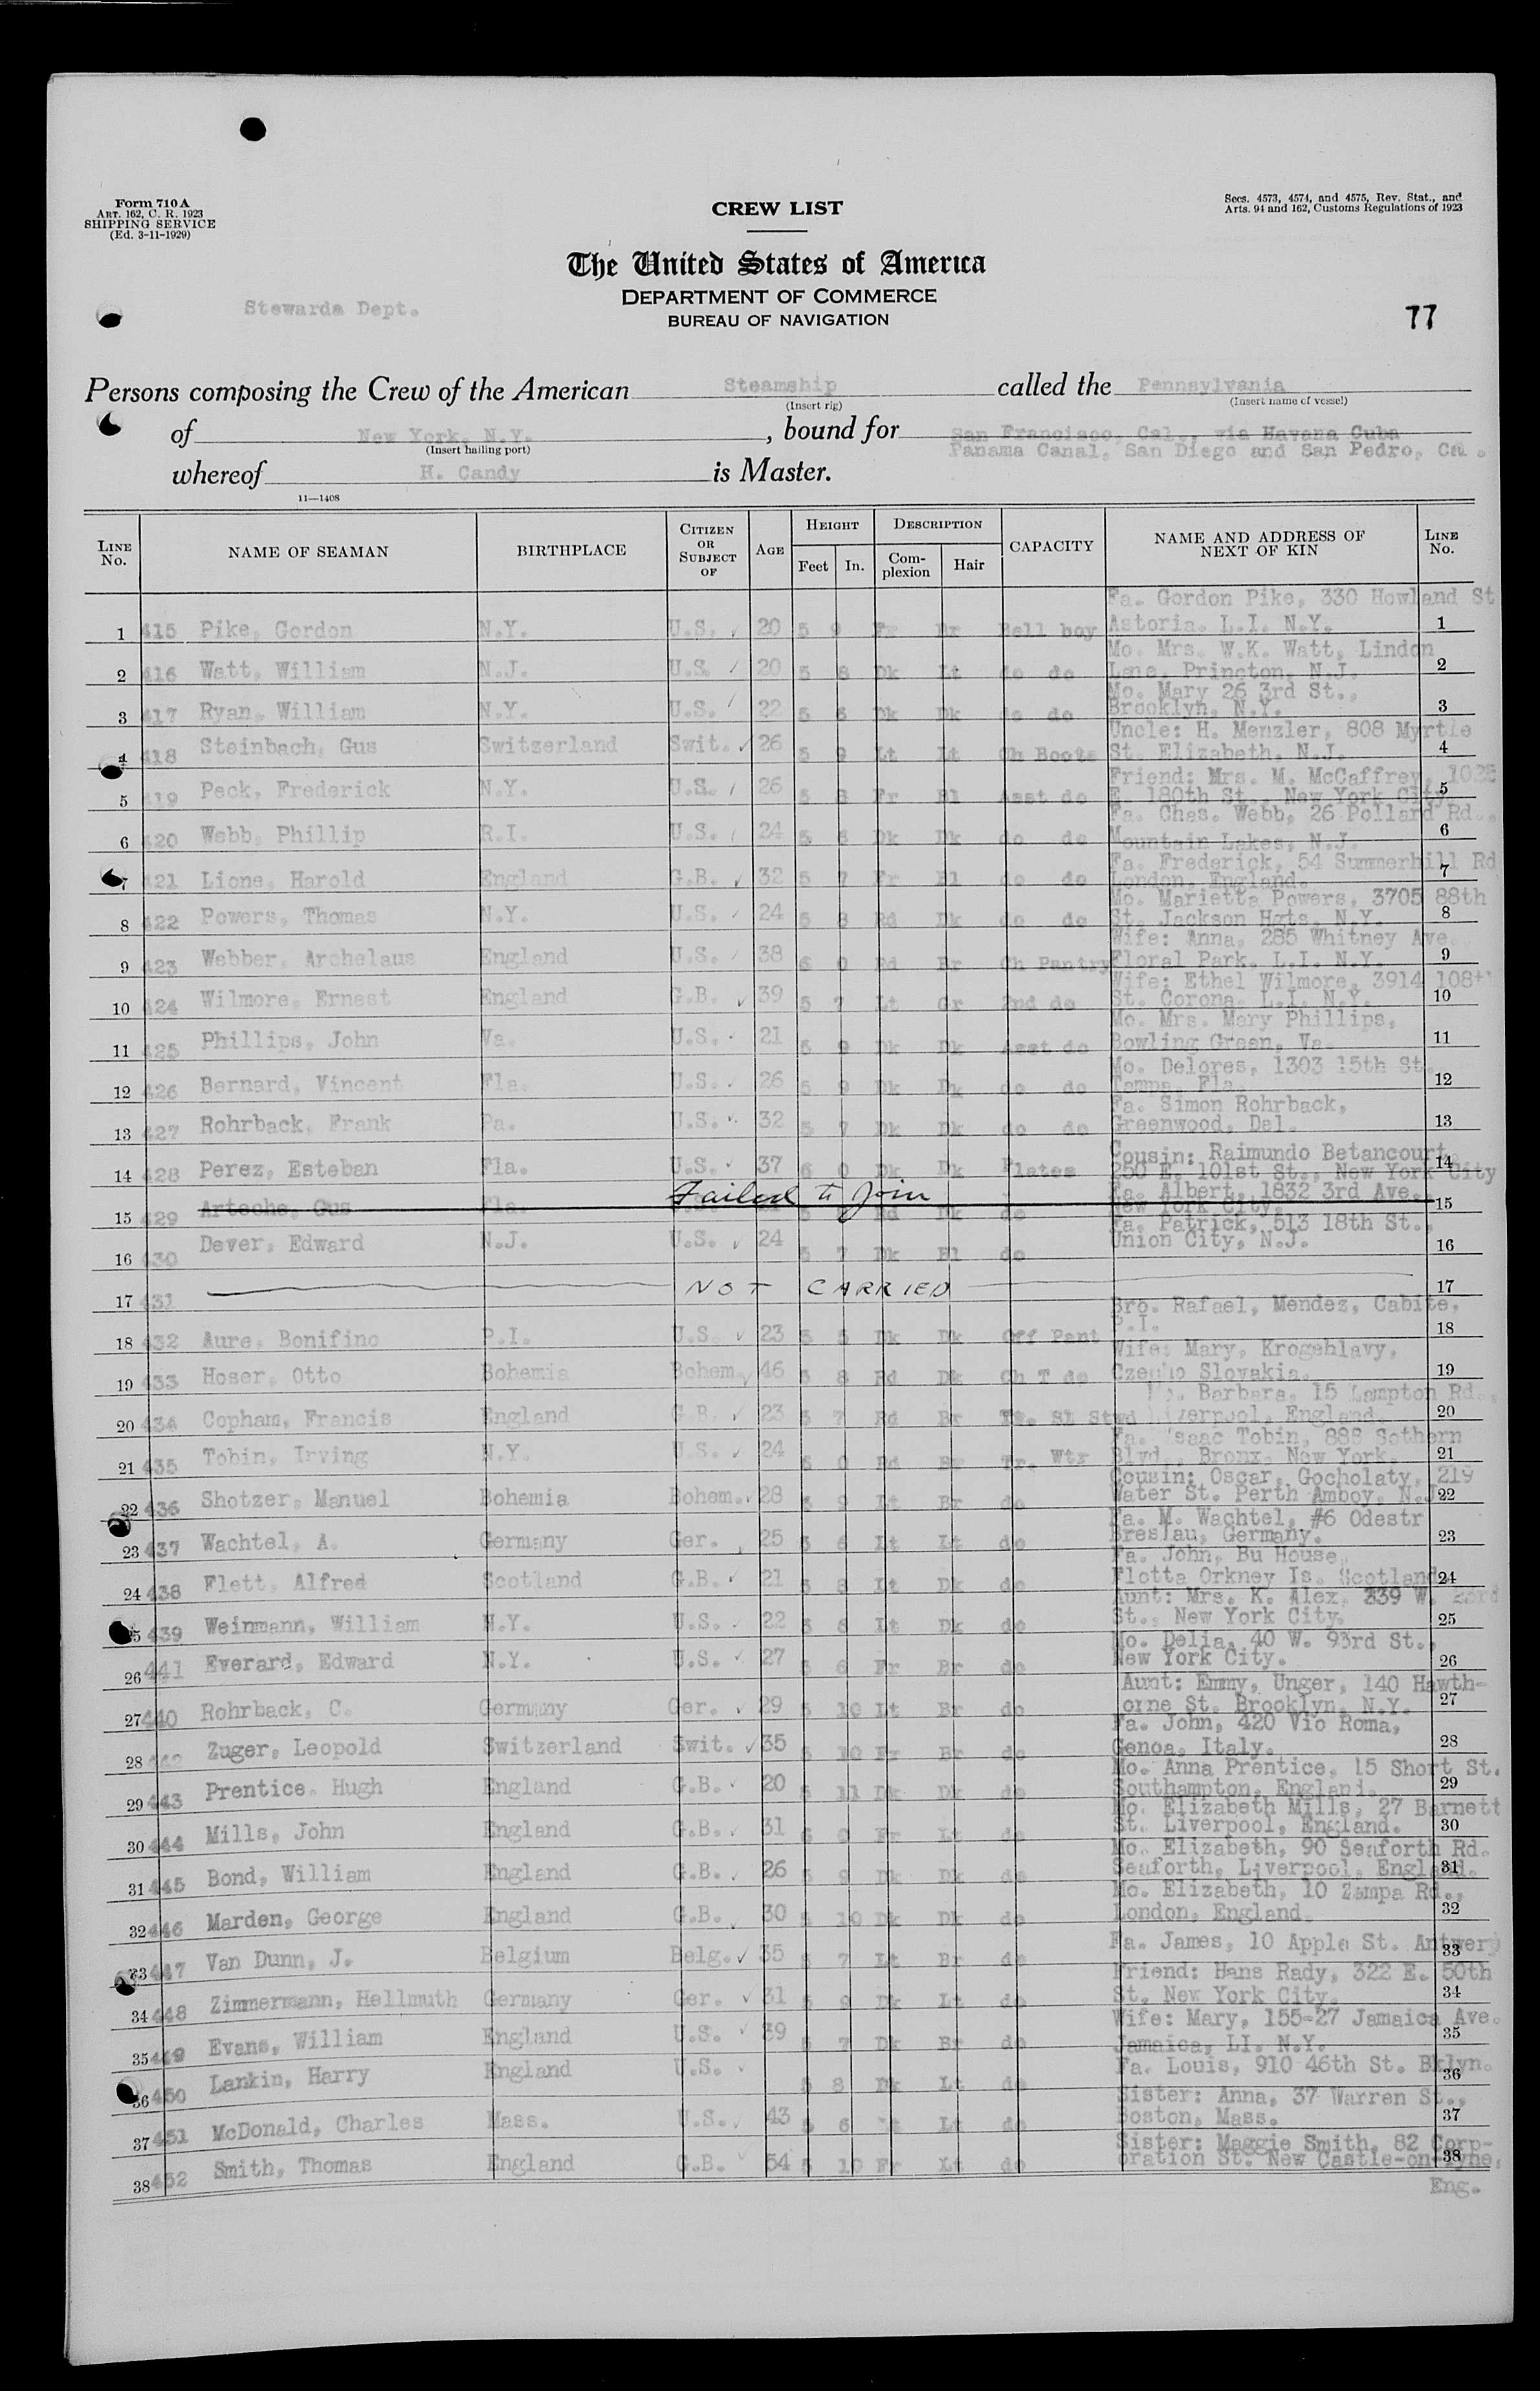 Form 710 A
ART. 162, C. R. 1923
SHIPPING SERVICE
(Ed. 3-11-1929)
CREW LIST
Secs. 4573, 4574, and 4575, Rev. Stat., and
Arts. 94 and 162, Customs Regulations of 1923
The United States of America
DEPARTMENT OF COMMERCE
BUREAU OF NAVIGATION
Stewards Dept.
77
Persons composing the Crew of the American Steamship called the Pennsylvania
(Insert rig) (Insert name of vessel)
of New York, N.Y., bound for San Francisco, Cal., via Havana Cuba
(Insert hailing port) Panama Canal, San Diego and San Pedro, Ca.
whereof H. Candy is Master.
11—1408
LINE No. NAME OF SEAMAN BIRTHPLACE CITIZEN OR SUBJECT OF AGE HEIGHT Feet In. DESCRIPTION Complexion Hair CAPACITY NAME AND ADDRESS OF NEXT OF KIN LINE No.
Fa. Gordon Pike, 330 Howland St
1 415 Pike, Gordon N.Y. U.S. ✓ 20 5 9 Fr Br Bell boy Astoria. L.I. N.Y. 1
Mo. Mrs. W.K. Watt, Lindon
2 416 Watt, William N.J. U.S. ✓ 20 5 8 Dk Lt do do Lane, Princton, N.J. 2
Mo. Mary 26 3rd St.,
3 417 Ryan, William N.Y. U.S. ✓ 22 5 6 Dk Dk do do Brooklyn, N.Y. 3
Uncle: H. Menzler, 808 Myrtle
4 418 Steinbach, Gus Switzerland Swit. ✓ 26 5 9 Lt Lt Ch Boots St. Elizabeth, N.J. 4
Friend: Mrs. M. McCaffrey,
5 419 Peck, Frederick N.Y. U.S. ✓ 26 5 8 Fr Bl Asst do E. 180th St., New York City 5
Fa. Chas. Webb, 26 Pollard Rd.,
6 420 Webb, Phillip R.I. U.S. ✓ 24 5 6 Dk Dk do do Mountain Lakes, N.J. 6
Fa. Frederick, 54 Summerhill Rd
7 421 Lione, Harold England G.B. ✓ 32 5 7 Fr Bl do do London, England. 7
Mo. Marietta Powers, 3705 88th
8 422 Powers, Thomas N.Y. U.S. ✓ 24 5 8 Rd Dk do do St. Jackson Hgts, N.Y. 8
Wife: Anna, 285 Whitney Ave.
9 423 Webber, Archelaus England U.S. ✓ 38 6 0 Rd Br Ch Pantry Floral Park. L.I. N.Y. 9
Wife: Ethel Wilmore, 3914 108th
10 424 Wilmore, Ernest England G.B. ✓ 39 5 7 Lt Gr 2nd do St. Corona. L.I. N.Y. 10
Mo. Mrs. Mary Phillips,
11 425 Phillips, John Va. U.S. ✓ 21 5 9 Dk Dk Asst do Bowling Green, Va. 11
Mo. Delores, 1303 15th St.
12 426 Bernard, Vincent Fla. U.S. ✓ 26 5 9 Dk Dk do do Tampa, Fla. 12
Fa. Simon Rohrback,
13 427 Rohrback, Frank Pa. U.S. ✓ 32 5 7 Dk Dk do do Greenwood, Del. 13
Cousin: Raimundo Betancourt,
14 428 Perez, Esteban Fla. U.S. ✓ 37 6 0 Dk Dk Plates 250 E. 101st St., New York City 14
Failed to Join Fa. Albert, 1832 3rd Ave.,
15 429 Arteche, Gus Fla. Rd Dk do New York City. 15
Fa. Patrick, 513 18th St.,
16 430 Dever, Edward N.J. U.S. ✓ 24 5 7 Dk Bl do Union City, N.J. 16
17 431 NOT CARRIED 17
Bro. Rafael, Mendez, Cabite,
18 432 Aure, Bonifino P.I. U.S. ✓ 23 5 5 Dk Dk Off Pant P.I. 18
Wife: Mary, Krogehlavy,
19 433 Hoser, Otto Bohemia Bohem ✓ 46 5 8 Rd Dk Ch T do Czecho Slovakia. 19
Mo. Barbara, 15 Lampton Rd.,
20 434 Copham, Francis England G.B. ✓ 23 5 7 Rd Br Tr. Sl Stwd Liverpool, England. 20
Fa. Isaac Tobin, 888 Sothern
21 435 Tobin, Irving N.Y. U.S. ✓ 24 Rd Br Tr. Wtr Blvd., Bronx, New York. 21
Cousin: Oscar, Gocholaty, 219
22 436 Shotzer, Manuel Bohemia Bohem. ✓ 28 5 9 Lt Br do Water St. Perth Amboy, N.J. 22
Fa. M. Wachtel, #6 Odestr
23 437 Wachtel, A. Germany Ger. ✓ 25 5 6 Lt Lt do Breslau, Germany. 23
Fa. John, Bu House,
24 438 Flett, Alfred Scotland G.B. ✓ 21 5 8 Lt Dk do Flotta Orkney Is. Scotland. 24
Aunt: Mrs. K. Alex, 339 W. 23rd
25 439 Weinmann, William N.Y. U.S. ✓ 22 5 6 Lt Dk do St., New York City. 25
Mo. Delia, 40 W. 93rd St.,
26 441 Everard, Edward N.Y. U.S. ✓ 27 5 6 Fr Br do New York City. 26
Aunt: Emmy, Unger, 140 Hawth-
27 440 Rohrback, C. Germany Ger. ✓ 29 5 10 Lt Br do orne St. Brooklyn, N.Y. 27
Fa. John, 420 Vio Roma,
28 442 Zuger, Leopold Switzerland Swit. ✓ 35 5 10 Fr Br do Genoa, Italy. 28
Mo. Anna Prentice, 15 Short St.
29 443 Prentice, Hugh England G.B. ✓ 20 5 11 Dk Dk do Southampton, England. 29
Mo. Elizabeth Mills, 27 Barnett
30 444 Mills, John England G.B. ✓ 31 6 0 Fr Lt do St. Liverpool, England. 30
Mo. Elizabeth, 90 Seaforth Rd.
31 445 Bond, William England G.B. ✓ 26 5 9 Dk Dk do Seaforth, Liverpool, England. 31
Mo. Elizabeth, 10 Zampa Rd.,
32 446 Marden, George England G.B. ✓ 30 5 10 Dk Dk do London, England. 32
Fa. James, 10 Apple St. Antwerp
33 447 Van Dunn, J. Belgium Belg. ✓ 35 5 7 Lt Br do 33
Friend: Hans Rady, 322 E. 50th
34 448 Zimmermann, Hellmuth Germany Ger. ✓ 31 5 9 Dk Lt do St. New York City. 34
Wife: Mary, 155-27 Jamaica Ave.
35 449 Evans, William England U.S. ✓ 39 5 7 Dk Br do Jamaica, LI. N.Y. 35
Fa. Louis, 910 46th St. Bklyn.
36 450 Lankin, Harry England U.S. ✓ 5 8 Dk Lt do 36
Sister: Anna, 37 Warren St.,
37 451 McDonald, Charles Mass. U.S. ✓ 43 5 6 Lt do Boston, Mass. 37
Sister: Maggie Smith, 82 Corp-
38 452 Smith, Thomas England G.B. ✓ 54 5 10 Fr Lt do oration St. New Castle-on-Tyne, 38
Eng.